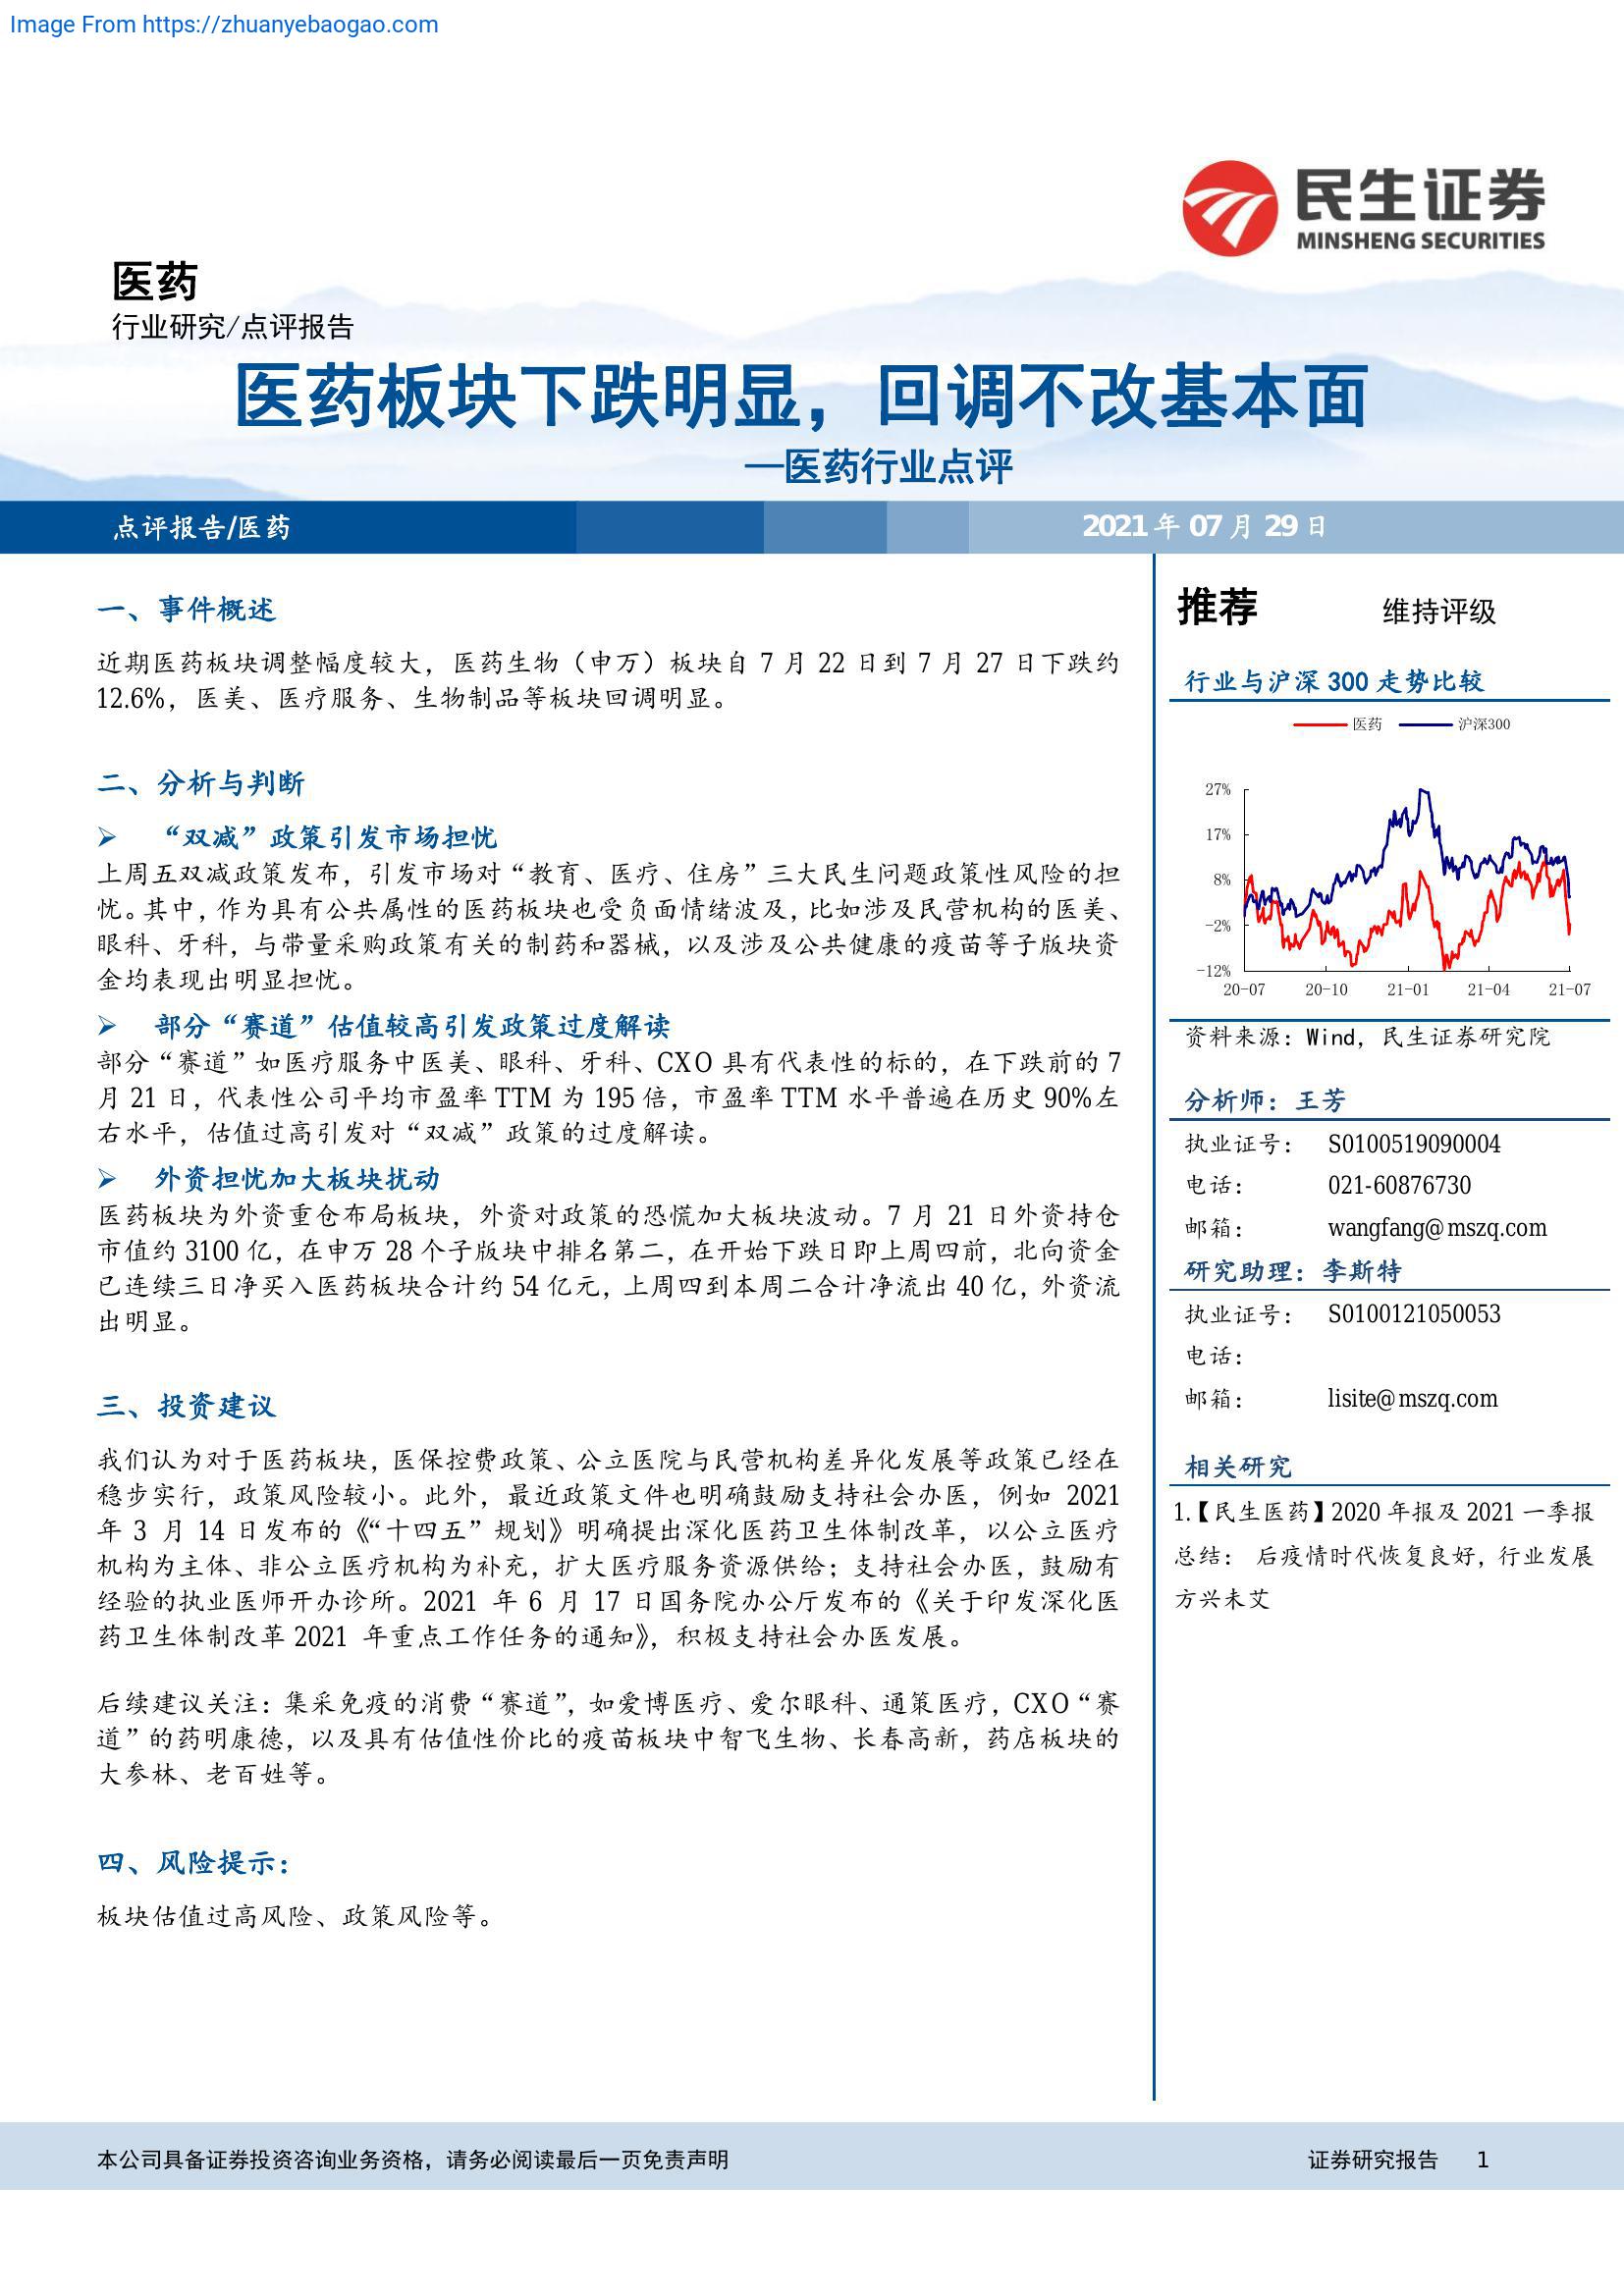 Image From https://zhuanyebaogao.com
民生证券
MINSHENG SECURITIES
医药
行业研究/点评报告
医药板块下跌明显，回调不改基本面
—医药行业点评
点评报告/医药
2021 年 07 月 29 日
一、事件概述
近期医药板块调整幅度较大，医药生物（申万）板块自 7 月 22 日到 7 月 27 日下跌约
12.6%，医美、医疗服务、生物制品等板块回调明显。
二、分析与判断
➢ “双减”政策引发市场担忧
上周五双减政策发布，引发市场对“教育、医疗、住房”三大民生问题政策性风险的担
忧。其中，作为具有公共属性的医药板块也受负面情绪波及，比如涉及民营机构的医美、
眼科、牙科，与带量采购政策有关的制药和器械，以及涉及公共健康的疫苗等子版块资
金均表现出明显担忧。
➢ 部分“赛道”估值较高引发政策过度解读
部分“赛道”如医疗服务中医美、眼科、牙科、CXO 具有代表性的标的，在下跌前的 7
月 21 日，代表性公司平均市盈率 TTM 为 195 倍，市盈率 TTM 水平普遍在历史 90%左
右水平，估值过高引发对“双减”政策的过度解读。
➢ 外资担忧加大板块扰动
医药板块为外资重仓布局板块，外资对政策的恐慌加大板块波动。7 月 21 日外资持仓
市值约 3100 亿，在申万 28 个子版块中排名第二，在开始下跌日即上周四前，北向资金
已连续三日净买入医药板块合计约 54 亿元，上周四到本周二合计净流出 40 亿，外资流
出明显。
三、投资建议
我们认为对于医药板块，医保控费政策、公立医院与民营机构差异化发展等政策已经在
稳步实行，政策风险较小。此外，最近政策文件也明确鼓励支持社会办医，例如 2021
年 3 月 14 日发布的《“十四五”规划》明确提出深化医药卫生体制改革，以公立医疗
机构为主体、非公立医疗机构为补充，扩大医疗服务资源供给；支持社会办医，鼓励有
经验的执业医师开办诊所。2021 年 6 月 17 日国务院办公厅发布的《关于印发深化医
药卫生体制改革 2021 年重点工作任务的通知》，积极支持社会办医发展。
后续建议关注：集采免疫的消费“赛道”，如爱博医疗、爱尔眼科、通策医疗，CXO“赛
道”的药明康德，以及具有估值性价比的疫苗板块中智飞生物、长春高新，药店板块的
大参林、老百姓等。
四、风险提示：
板块估值过高风险、政策风险等。
推荐 维持评级
行业与沪深 300 走势比较
医药 沪深300
27%
17%
8%
-2%
-12%
20-07 20-10 21-01 21-04 21-07
资料来源：Wind，民生证券研究院
分析师：王芳
执业证号： S0100519090004
电话： 021-60876730
邮箱： wangfang@mszq.com
研究助理：李斯特
执业证号： S0100121050053
电话：
邮箱： lisite@mszq.com
相关研究
1.【民生医药】2020 年报及 2021 一季报
总结： 后疫情时代恢复良好，行业发展
方兴未艾
本公司具备证券投资咨询业务资格，请务必阅读最后一页免责声明
证券研究报告 1